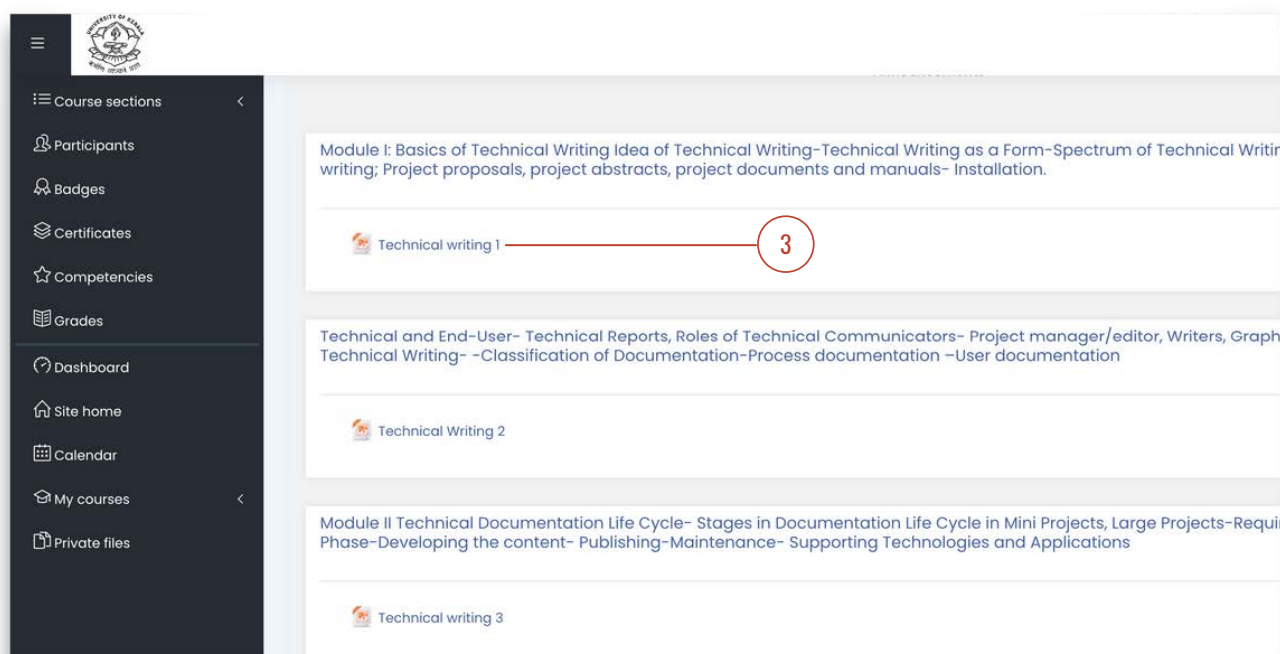 UNIVERSITY OF KERALA
Course sections
Participants
Badges
Certificates
Competencies
Grades
Dashboard
Site home
Calendar
My courses
Private files
Module I: Basics of Technical Writing Idea of Technical Writing-Technical Writing as a Form-Spectrum of Technical Writin
writing; Project proposals, project abstracts, project documents and manuals- Installation.
Technical writing 1
3
Technical and End-User- Technical Reports, Roles of Technical Communicators- Project manager/editor, Writers, Graph
Technical Writing- -Classification of Documentation-Process documentation –User documentation
Technical Writing 2
Module II Technical Documentation Life Cycle- Stages in Documentation Life Cycle in Mini Projects, Large Projects-Requi
Phase-Developing the content- Publishing-Maintenance- Supporting Technologies and Applications
Technical writing 3